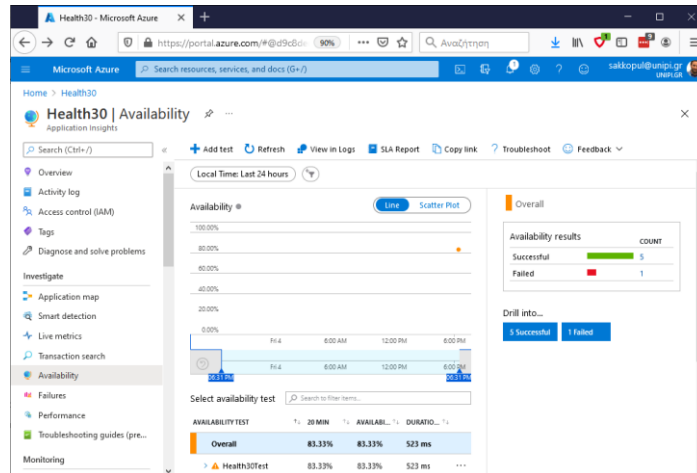 Health30 - Microsoft Azure
https://portal.azure.com/#@d9c8de
90%
Αναζήτηση
9
Microsoft Azure
Search resources, services, and docs (G+/)
1
sakkopul@unipi.gr
UNIPI.GR
Home > Health30
Health30 | Availability
Application Insights
Search (Ctrl+/)
Add test
Refresh
View in Logs
SLA Report
Copy link
Troubleshoot
Feedback
Overview
Activity log
Access control (IAM)
Tags
Diagnose and solve problems
Investigate
Application map
Smart detection
Live metrics
Transaction search
Availability
Failures
Performance
Troubleshooting guides (pre...
Monitoring
Local Time: Last 24 hours
Availability
Line
Scatter Plot
100.00%
80.00%
60.00%
40.00%
20.00%
0.00%
Fri 4 6:00 AM 12:00 PM 6:00 PM
Fri 4 6:00 AM 12:00 PM 6:00 PM
06:31 PM 06:31 PM
Select availability test
Search to filter items...
AVAILABILITY TEST 20 MIN AVAILABI... DURATIO...
Overall 83.33% 83.33% 523 ms
Health30Test 83.33% 83.33% 523 ms
Overall
Availability results COUNT
Successful 5
Failed 1
Drill into...
5 Successful
1 Failed